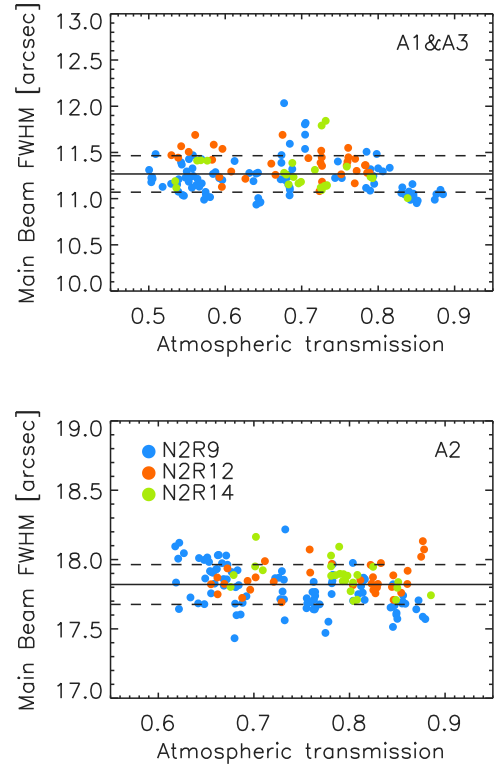 13.0
12.0
11.5
11.0
10.5
10.0
Main Beam FWHM [arcsec]
A1&A3
0.5 0.6 0.7 0.8 0.9
Atmospheric transmission
19.0
18.5
18.0
17.5
17.0
Main Beam FWHM [arcsec]
N2R9
N2R12
N2R14
A2
0.6 0.7 0.8 0.9
Atmospheric transmission